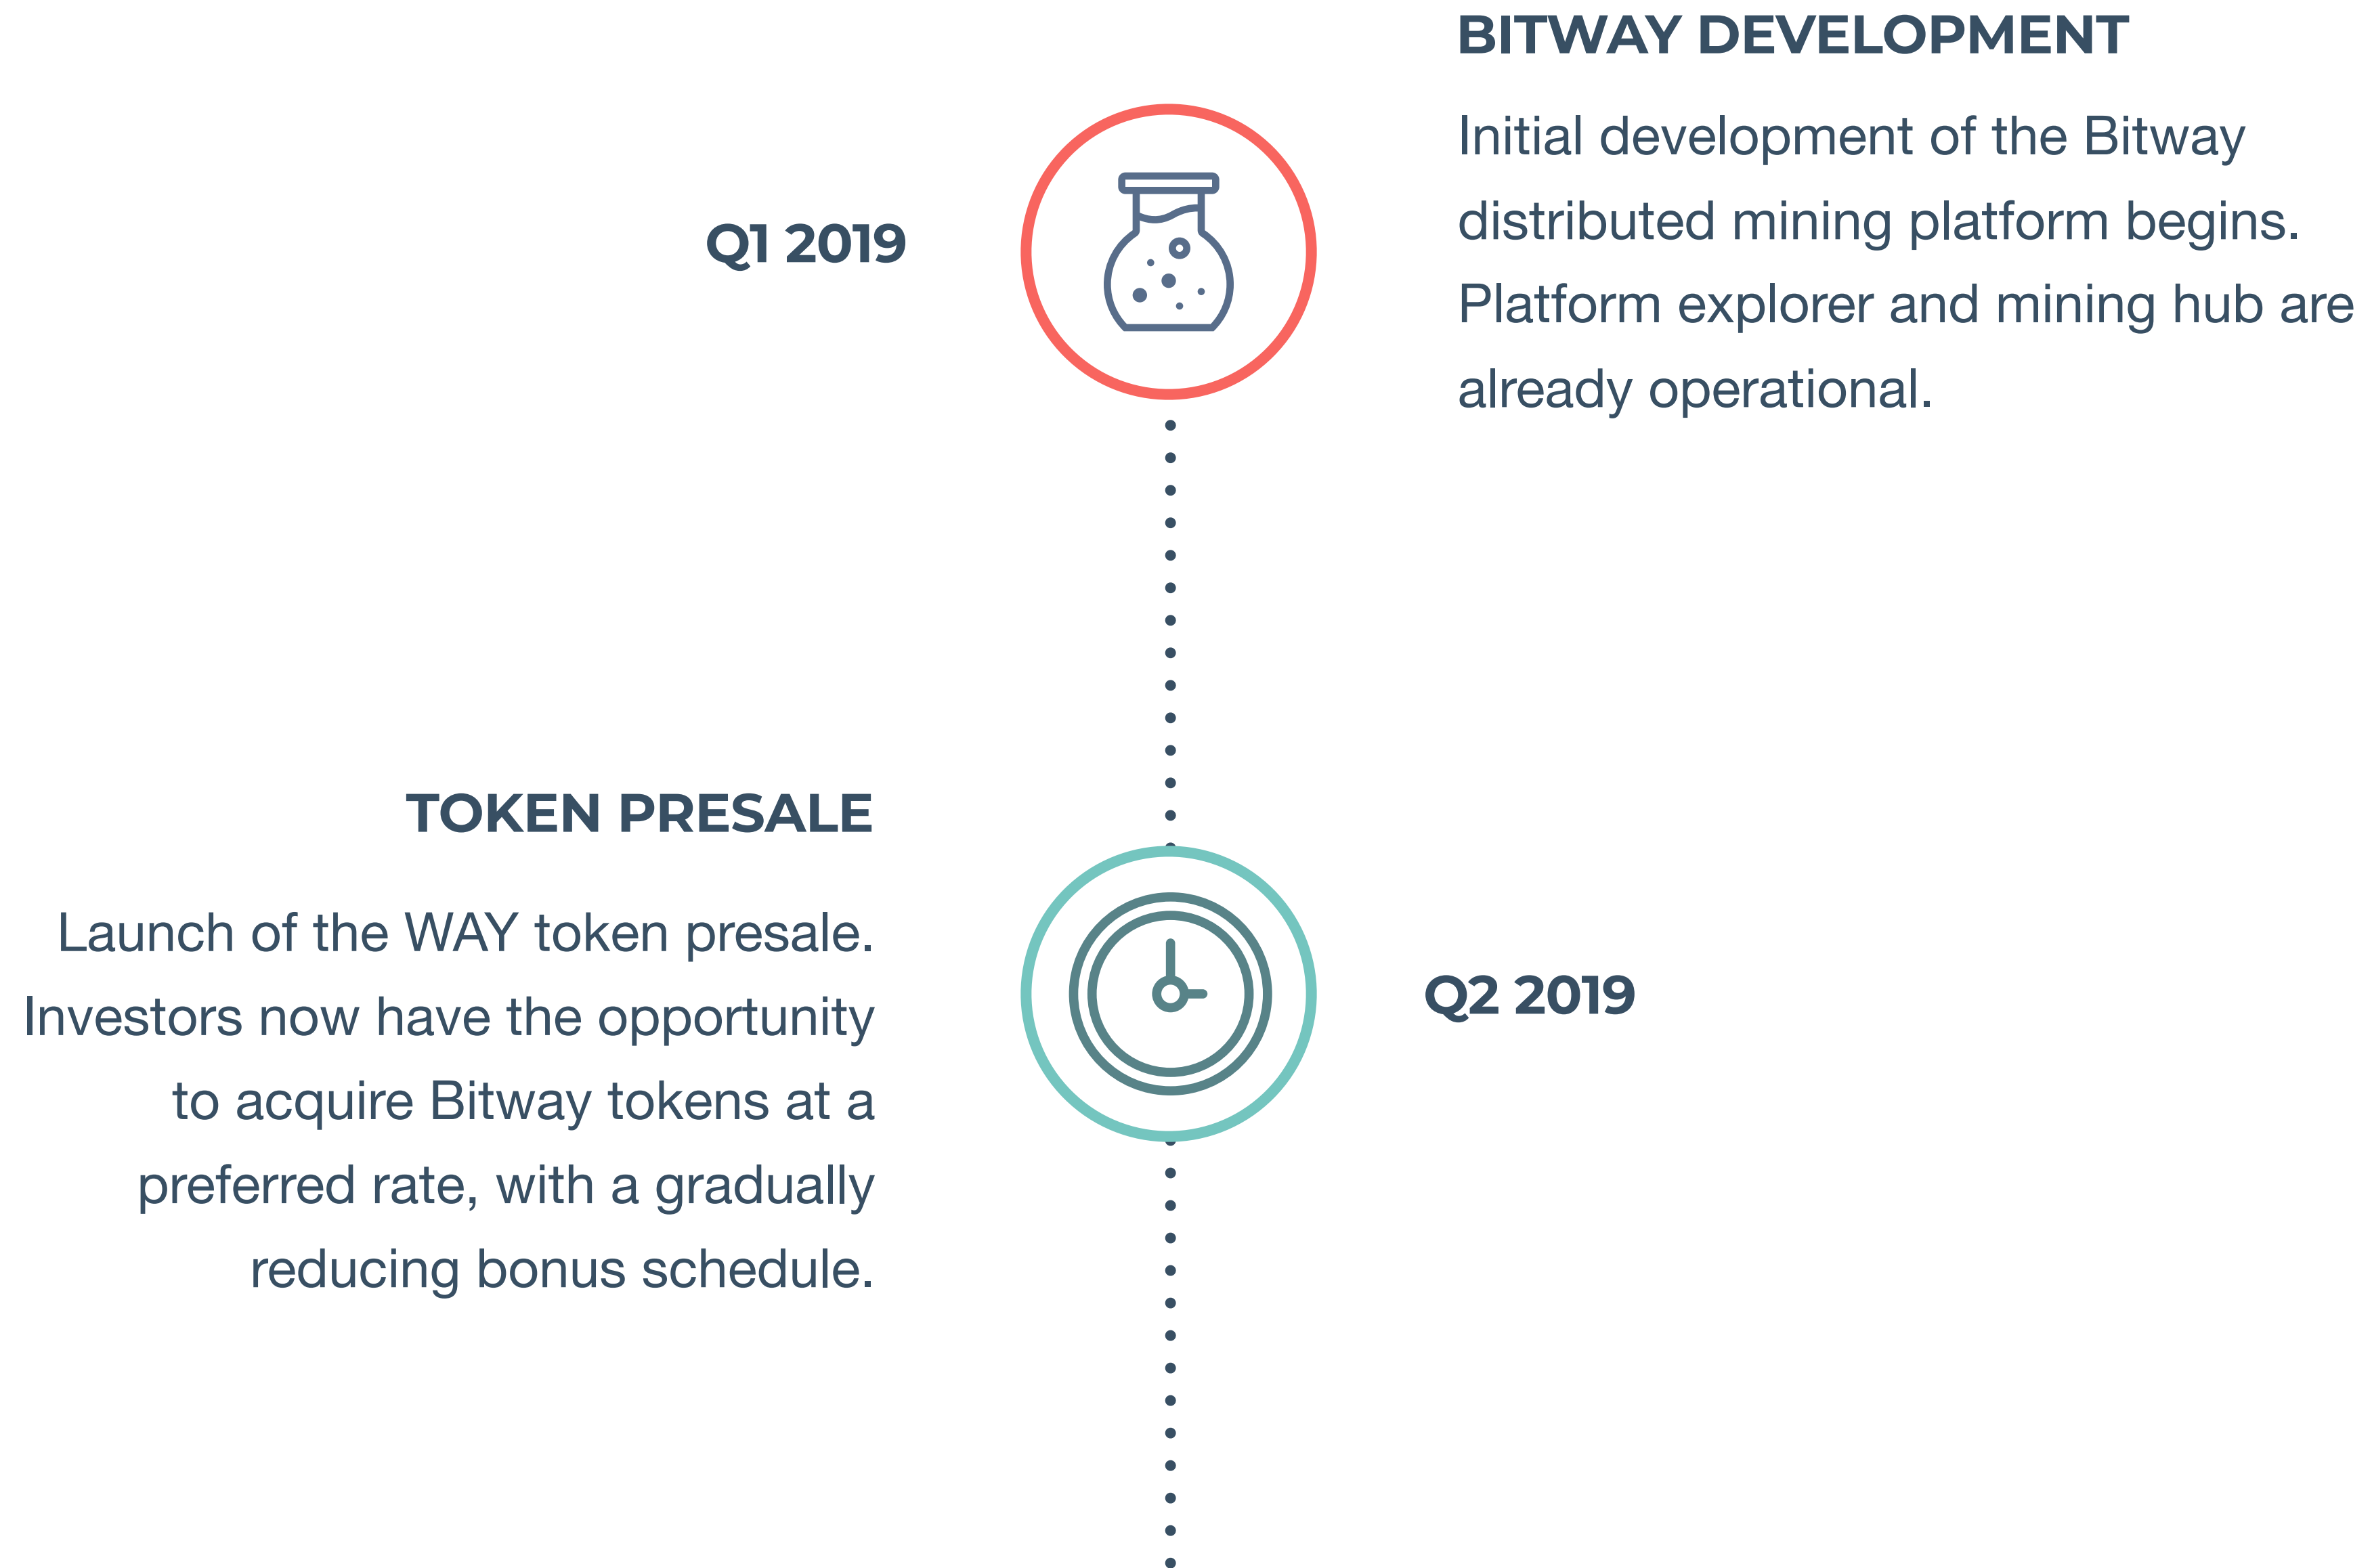 BITWAY DEVELOPMENT
Q1 2019
Initial development of the Bitway
distributed mining platform begins.
Platform explorer and mining hub are
already operational.
TOKEN PRESALE
Launch of the WAY token presale.
Investors now have the opportunity
to acquire Bitway tokens at a
preferred rate, with a gradually
reducing bonus schedule.
Q2 2019